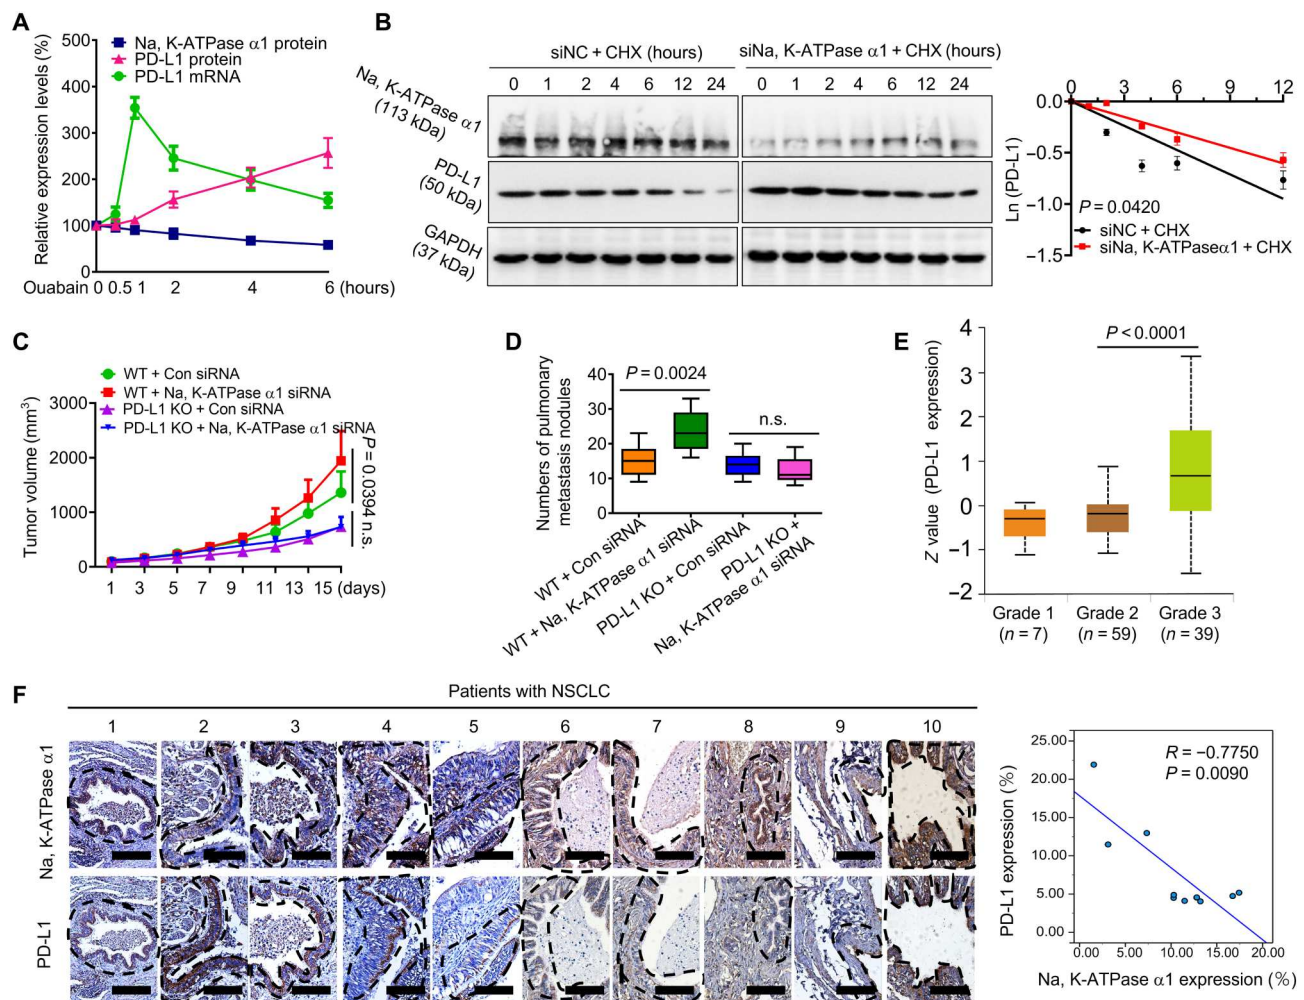 A
Relative expression levels (%)
500
400
300
200
100
0
Na, K-ATPase α1 protein
PD-L1 protein
PD-L1 mRNA
Ouabain 0 0.5 1 2 4 6 (hours)
B
siNC + CHX (hours)
siNa, K-ATPase α1 + CHX (hours)
0 1 2 4 6 12 24
0 1 2 4 6 12 24
Na, K-ATPase α1
(113 kDa)
PD-L1
(50 kDa)
GAPDH
(37 kDa)
0 3 6 9 12
Ln (PD-L1)
0.0
−0.5
−1.0
−1.5
P = 0.0420
siNC + CHX
siNa, K-ATPaseα1 + CHX
C
WT + Con siRNA
WT + Na, K-ATPase α1 siRNA
PD-L1 KO + Con siRNA
PD-L1 KO + Na, K-ATPase α1 siRNA
Tumor volume (mm³)
3000
2000
1000
0
1 3 5 7 9 11 13 15 (days)
P = 0.0394
n.s.
D
Numbers of pulmonary
metastasis nodules
40
30
20
10
0
P = 0.0024
n.s.
WT + Con siRNA
WT + Na, K-ATPase α1 siRNA
PD-L1 KO + Con siRNA
PD-L1 KO +
Na, K-ATPase α1 siRNA
E
Z value (PD-L1 expression)
4
3
2
1
0
−1
−2
P < 0.0001
Grade 1
(n = 7)
Grade 2
(n = 59)
Grade 3
(n = 39)
F
Patients with NSCLC
1 2 3 4 5 6 7 8 9 10
Na, K-ATPase α1
PD-L1
PD-L1 expression (%)
25.00
20.00
15.00
10.00
5.00
0.00
R = −0.7750
P = 0.0090
0.00 5.00 10.00 15.00 20.00
Na, K-ATPase α1 expression (%)